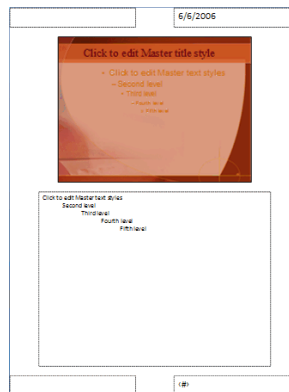 6/6/2006
Click to edit Master title style
• Click to edit Master text styles
– Second level
• Third level
– Fourth level
» Fifth level
Click to edit Master text styles
Second level
Third level
Fourth level
Fifth level
‹#›